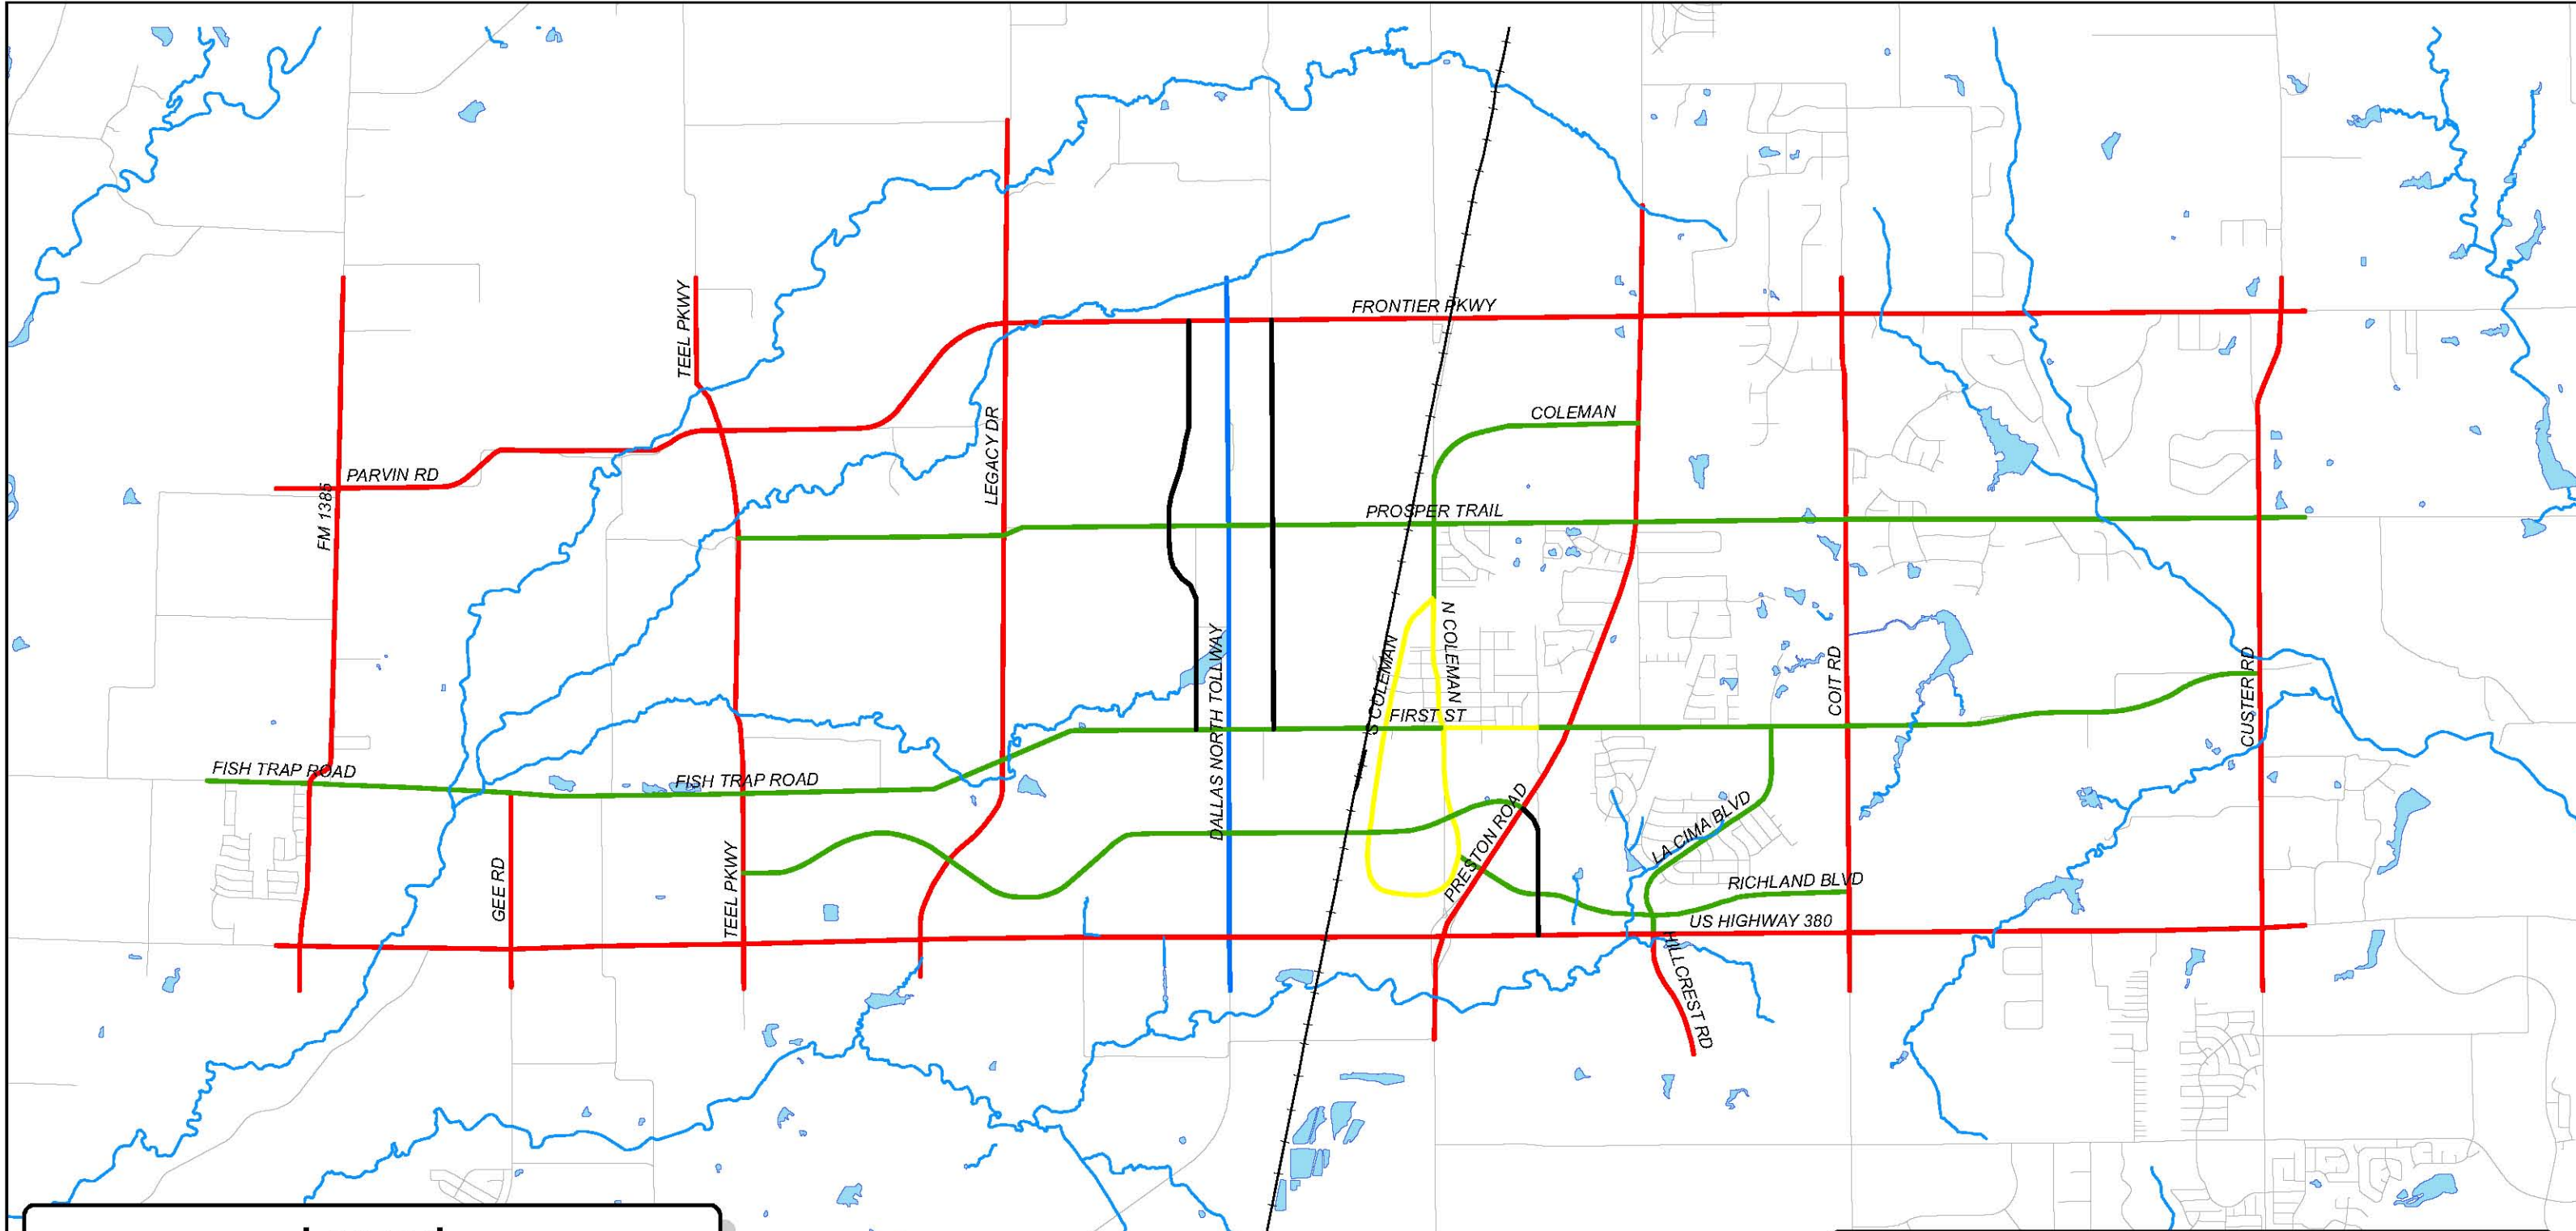 FRONTIER PKWY
TEEL PKWY
COLEMAN
LEGACY DR
PARVIN RD
FM 1385
PROSPER TRAIL
N COLEMAN
S COLEMAN
DALLAS NORTH TOLLWAY
COIT RD
CUSTER RD
FIRST ST
FISH TRAP ROAD
FISH TRAP ROAD
PRESTON ROAD
LA CIMA BLVD
GEE RD
TEEL PKWY
RICHLAND BLVD
US HIGHWAY 380
HILLCREST RD